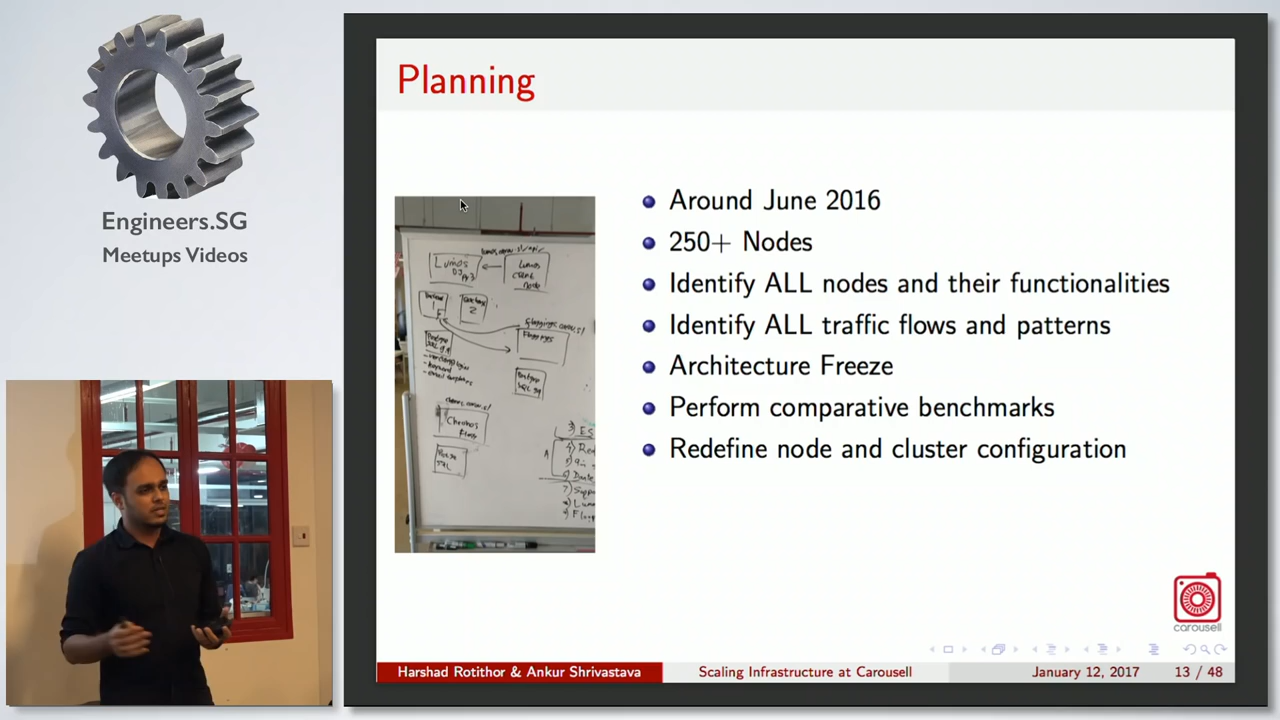 Engineers.SG
Meetups Videos
Planning
Around June 2016
250+ Nodes
Identify ALL nodes and their functionalities
Identify ALL traffic flows and patterns
Architecture Freeze
Perform comparative benchmarks
Redefine node and cluster configuration
Lumos
Lumos
Node
2
Chronos
carousell
Harshad Rotithor & Ankur Shrivastava
Scaling Infrastructure at Carousell
January 12, 2017
13 / 48